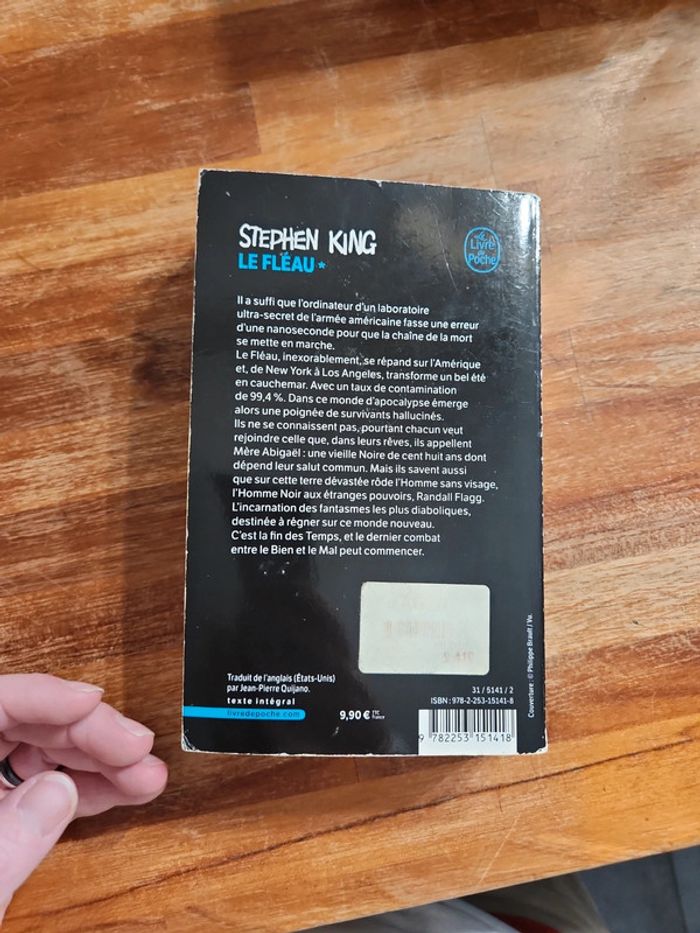 STEPHEN KING
LE FLÉAU *
Le
Livre
de
Poche
Il a suffi que l'ordinateur d'un laboratoire
ultra-secret de l'armée américaine fasse une erreur
d'une nanoseconde pour que la chaîne de la mort
se mette en marche.
Le Fléau, inexorablement, se répand sur l'Amérique
et, de New York à Los Angeles, transforme un bel été
en cauchemar. Avec un taux de contamination
de 99,4 %. Dans ce monde d'apocalypse émerge
alors une poignée de survivants hallucinés.
Ils ne se connaissent pas, pourtant chacun veut
rejoindre celle que, dans leurs rêves, ils appellent
Mère Abigaël : une vieille Noire de cent huit ans dont
dépend leur salut commun. Mais ils savent aussi
que sur cette terre dévastée rôde l'Homme sans visage,
l'Homme Noir aux étranges pouvoirs, Randall Flagg.
L'incarnation des fantasmes les plus diaboliques,
destinée à régner sur ce monde nouveau.
C'est la fin des Temps, et le dernier combat
entre le Bien et le Mal peut commencer.
Traduit de l'anglais (États-Unis)
par Jean-Pierre Quijano.
texte intégral
livredepoche.com
9,90 € TTC
France
31 / 5141 / 2
ISBN : 978-2-253-15141-8
9 782253 151418
Couverture : © Philippe Brault / Vu.